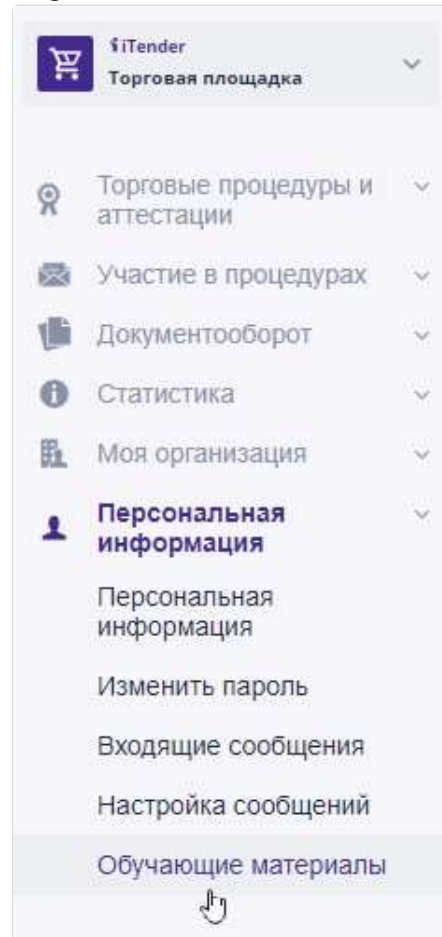 iTender
Торговая площадка
Торговые процедуры и
аттестации
Участие в процедурах
Документооборот
Статистика
Моя организация
Персональная
информация
Персональная
информация
Изменить пароль
Входящие сообщения
Настройка сообщений
Обучающие материалы